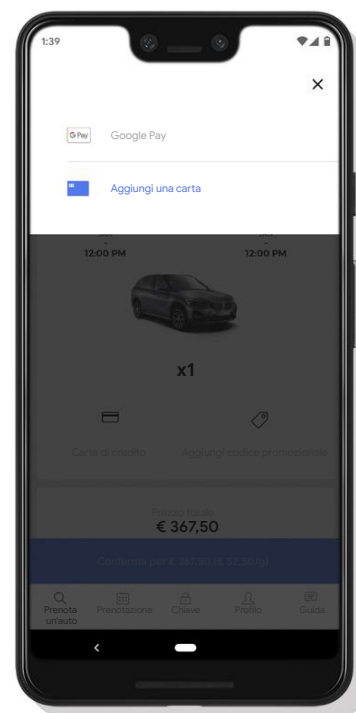 1:39
G Pay
Google Pay
Aggiungi una carta
12:00 PM
12:00 PM
x1
Carta di credito
Aggiungi codice promozionale
Prezzo totale
€ 367,50
Conferma per € 367,50 (€ 52,50/g)
Prenota
un'auto
Prenotazione
Chiave
Profilo
Guida